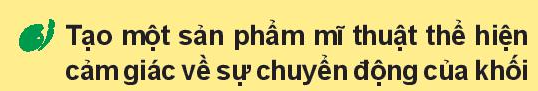 Tạo một sản phẩm mĩ thuật thể hiện
cảm giác về sự chuyển động của khối